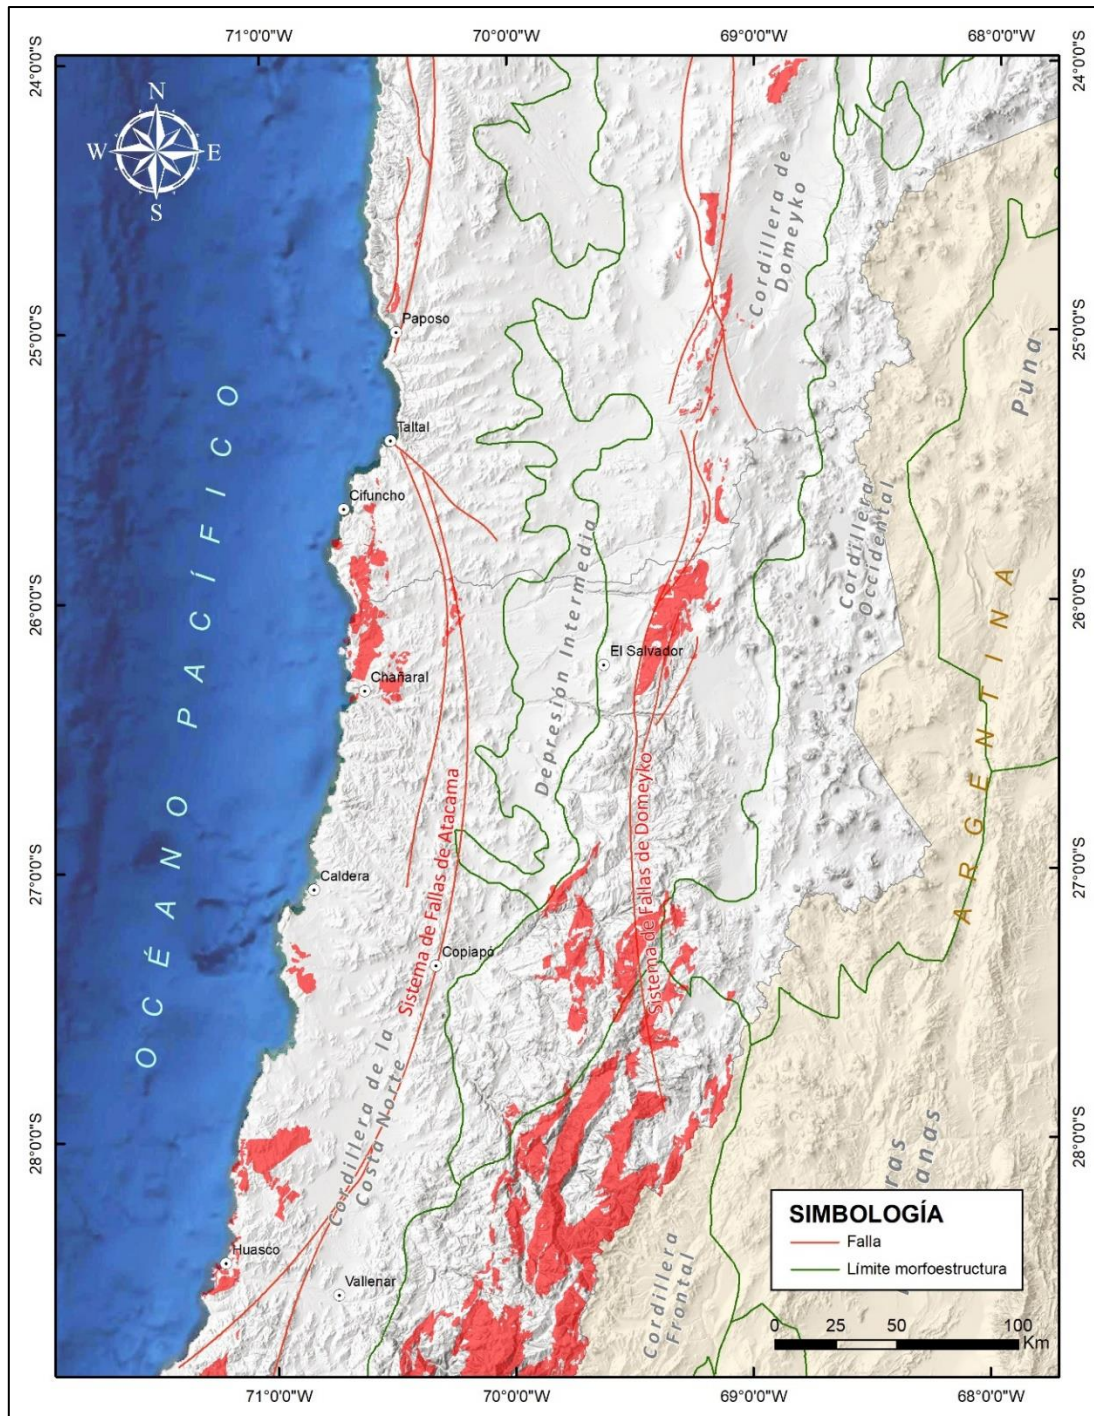 71°0'0"W
70°0'0"W
69°0'0"W
68°0'0"W
24°0'0"S
24°0'0"S
N
W
E
S
Cordillera de
Domeyko
25°0'0"S
Paposo
25°0'0"S
Puna
Taltal
Cifuncho
Cordillera
Occidental
OCÉANO PACÍFICO
Depresión Intermedia
26°0'0"S
26°0'0"S
El Salvador
Chañaral
ARGENTINA
Sistema de Fallas de Atacama
Sistema de Fallas de Domeyko
27°0'0"S
27°0'0"S
Caldera
Copiapó
Cordillera de la
Costa Norte
28°0'0"S
28°0'0"S
ras
anas
Huasco
Vallenar
Cordillera
Frontal
SIMBOLOGÍA
Falla
Límite morfoestructura
0 25 50 100
Km
71°0'0"W
70°0'0"W
69°0'0"W
68°0'0"W